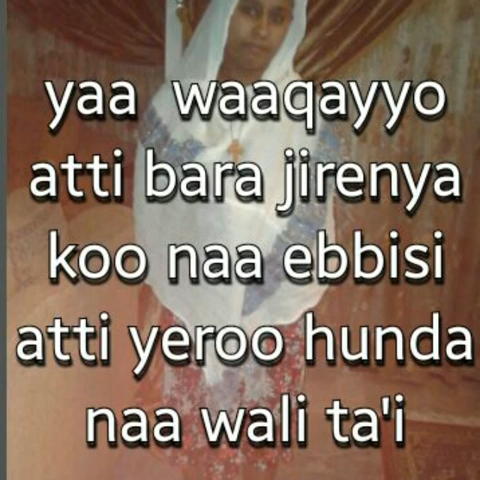 yaa waaqayyo
atti bara jirenya
koo naa ebbisi
atti yeroo hunda
naa wali ta'i